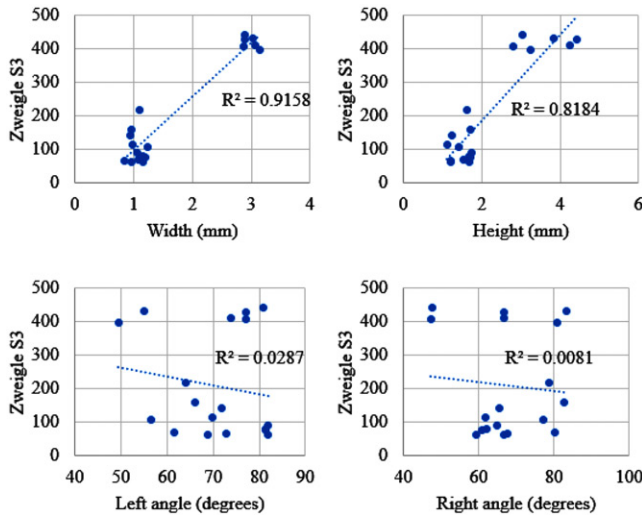 500
400
300
200
100
0
Zweigle S3
R² = 0.9158
0 1 2 3 4
Width (mm)
500
400
300
200
100
0
Zweigle S3
R² = 0.8184
0 2 4 6
Height (mm)
500
400
300
200
100
0
Zweigle S3
R² = 0.0287
40 50 60 70 80 90
Left angle (degrees)
500
400
300
200
100
0
Zweigle S3
R² = 0.0081
40 60 80 100
Right angle (degrees)